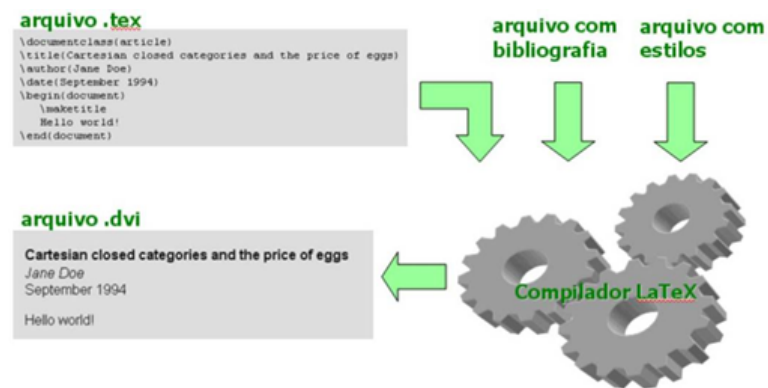 arquivo .tex
\documentclass(article)
\title(Cartesian closed categories and the price of eggs)
\author(Jane Doe)
\date(September 1994)
\begin(document)
\maketitle
Hello world!
\end(document)
arquivo com
bibliografia
arquivo com
estilos
arquivo .dvi
Cartesian closed categories and the price of eggs
Jane Doe
September 1994
Hello world!
Compilador LaTeX